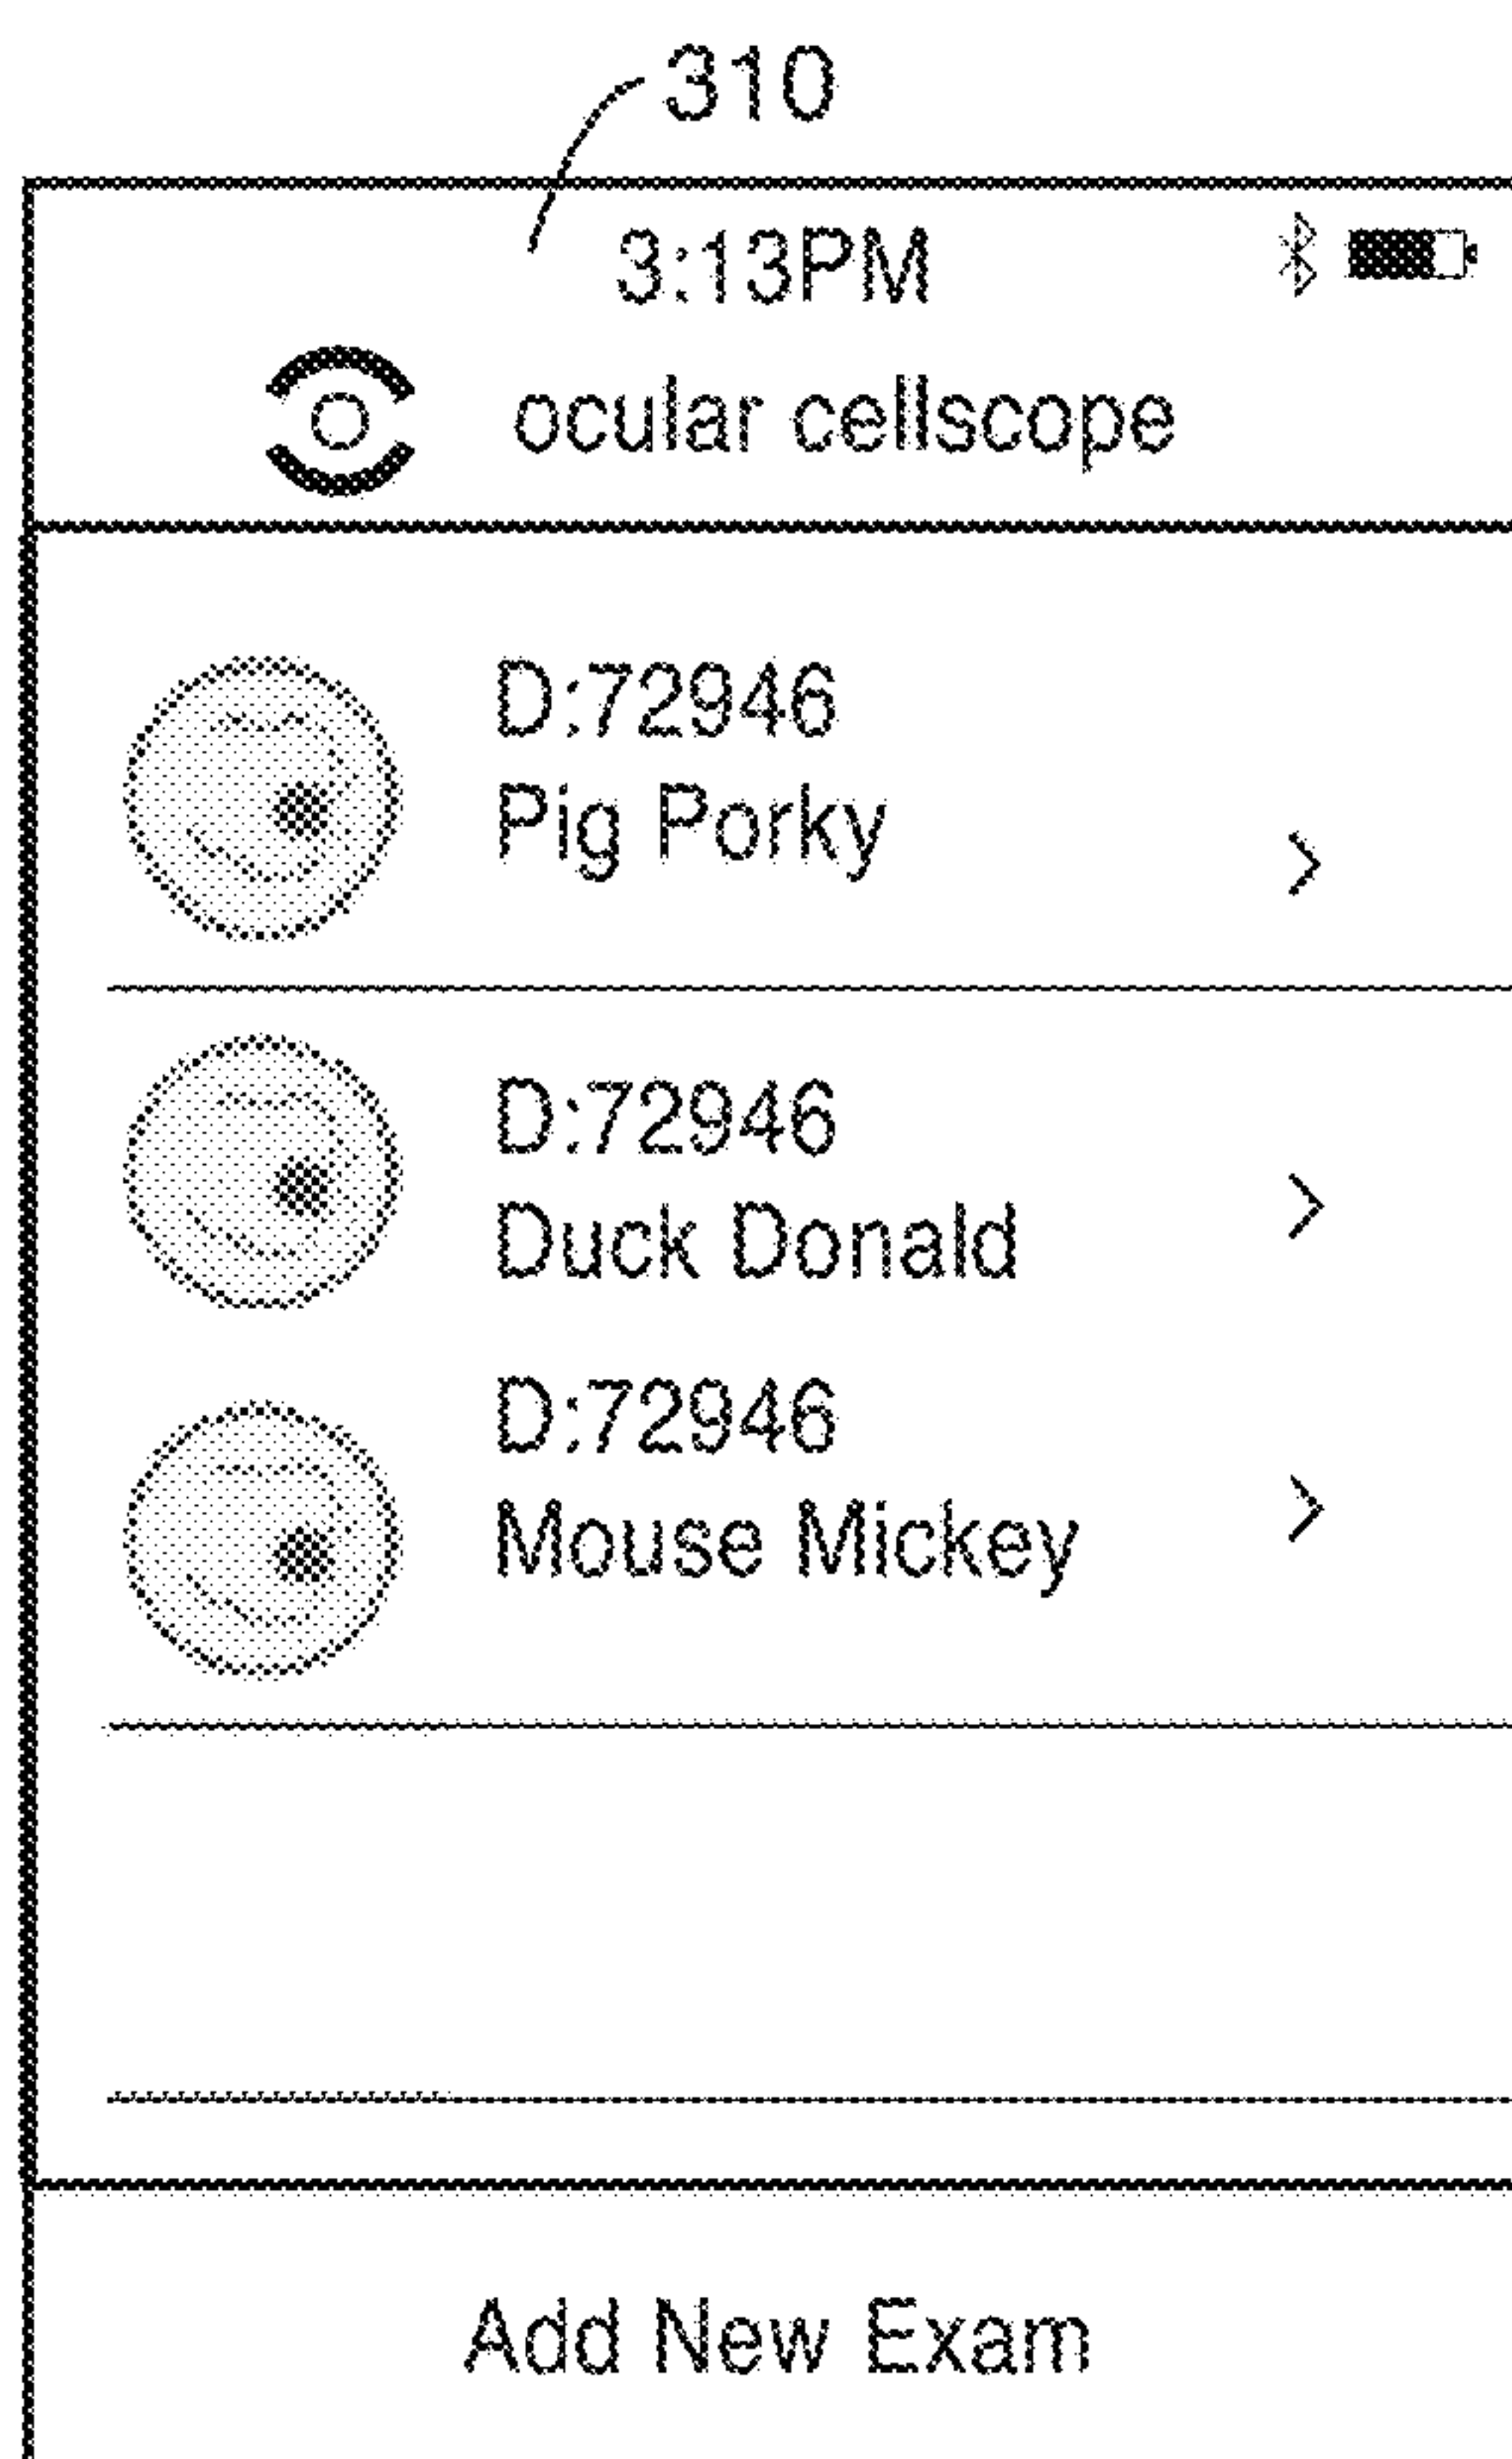 310
3:13PM
ocular cellscope
D:72946
Pig Porky
D:72946
Duck Donald
D:72946
Mouse Mickey
Add New Exam